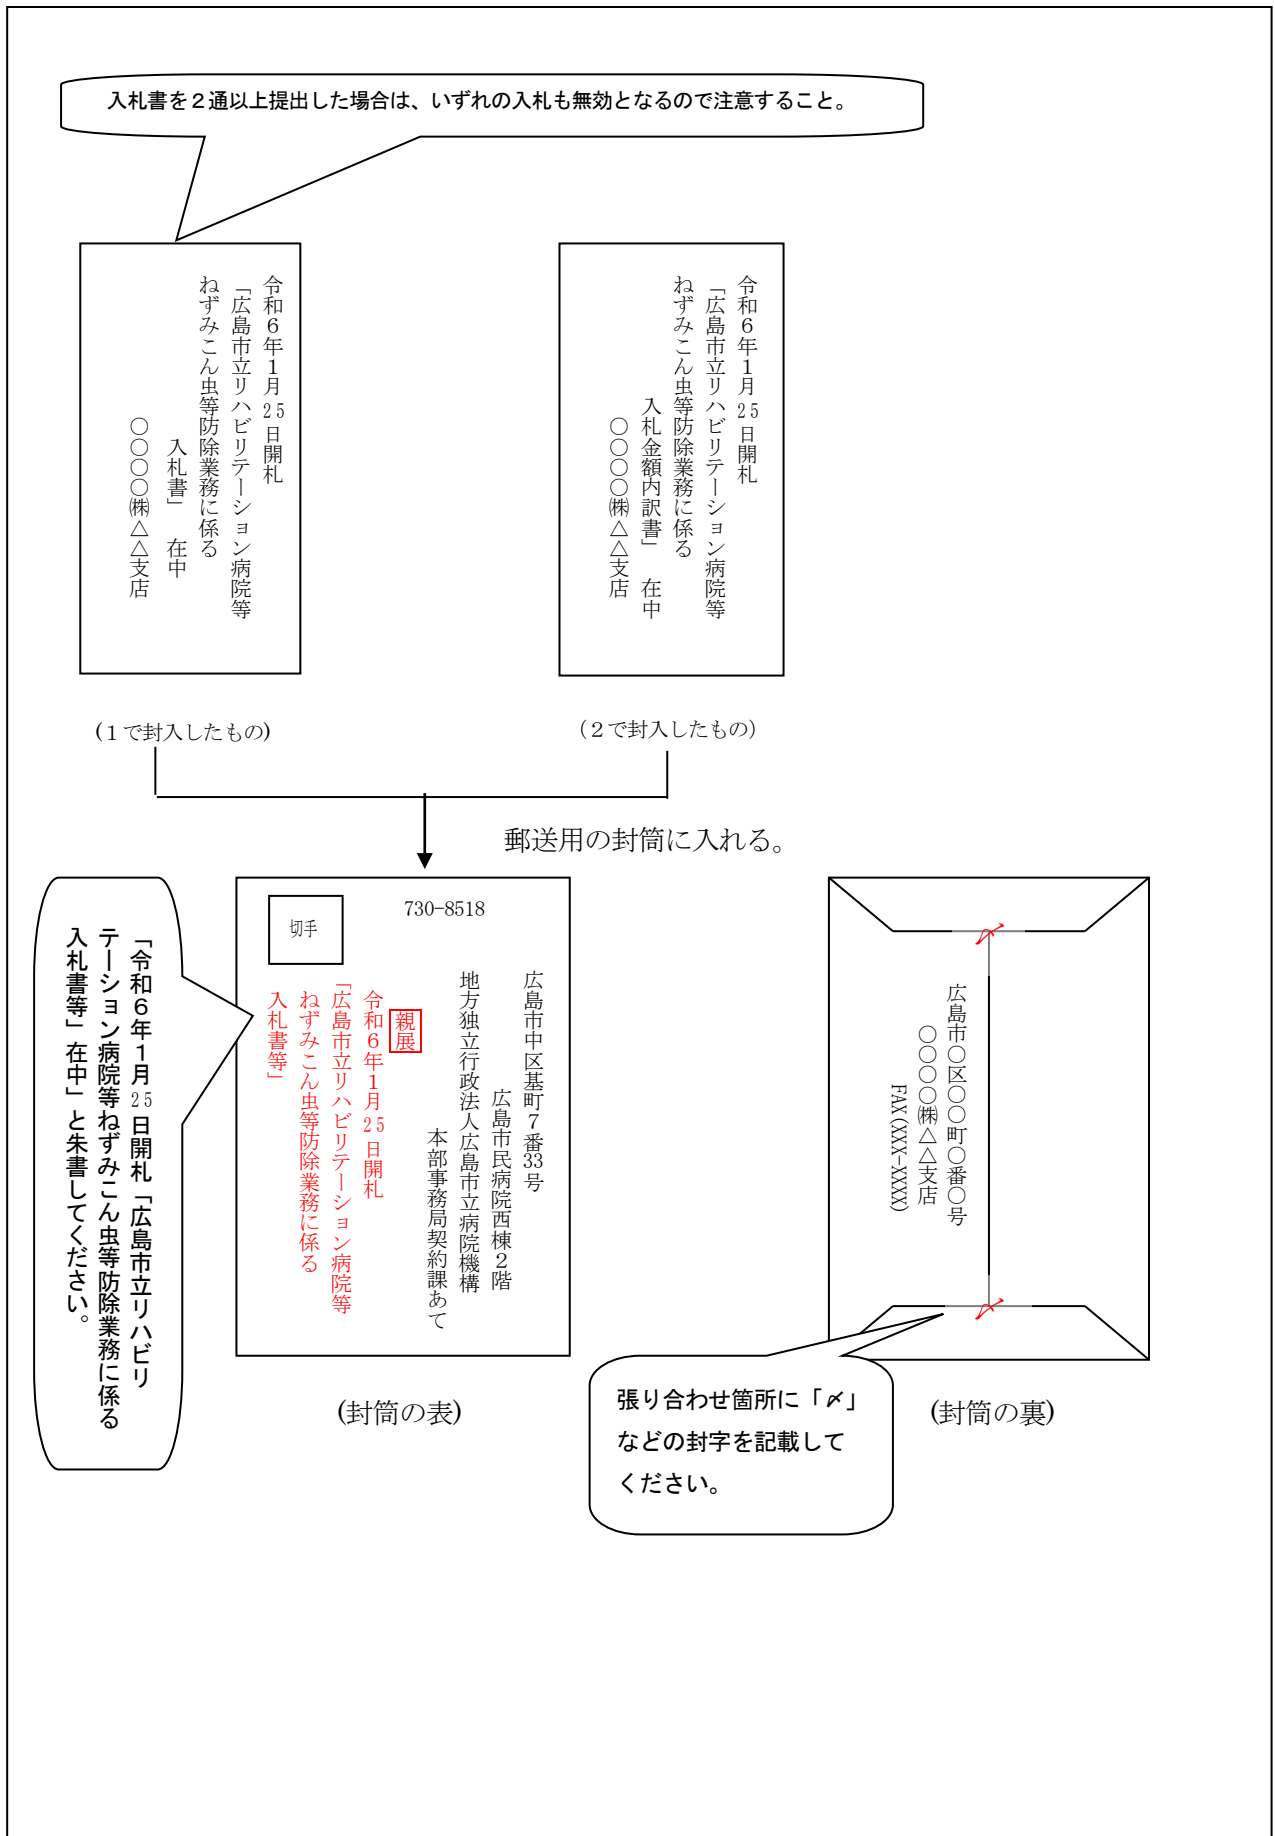 入札書を２通以上提出した場合は、いずれの入札も無効となるので注意すること。
令和６年１月25日開札
「広島市立リハビリテーション病院等
ねずみこん虫等防除業務に係る
入札書」　在中
○○○○㈱△△支店
令和６年１月25日開札
「広島市立リハビリテーション病院等
ねずみこん虫等防除業務に係る
入札金額内訳書」　在中
○○○○㈱△△支店
(１で封入したもの)
（２で封入したもの）
郵送用の封筒に入れる。
「令和６年１月25日開札「広島市立リハビリ
テーション病院等ねずみこん虫等防除業務に係る
入札書等」在中」と朱書してください。
切手
730-8518
広島市中区基町７番33号
広島市民病院西棟２階
地方独立行政法人広島市立病院機構
本部事務局契約課あて
親展
令和６年１月25日開札
「広島市立リハビリテーション病院等
ねずみこん虫等防除業務に係る
入札書等」
〆
広島市○区○○町○番○号
○○○○㈱△△支店
FAX(XXX-XXXX)
〆
(封筒の表)
張り合わせ箇所に「〆」
などの封字を記載して
ください。
(封筒の裏)